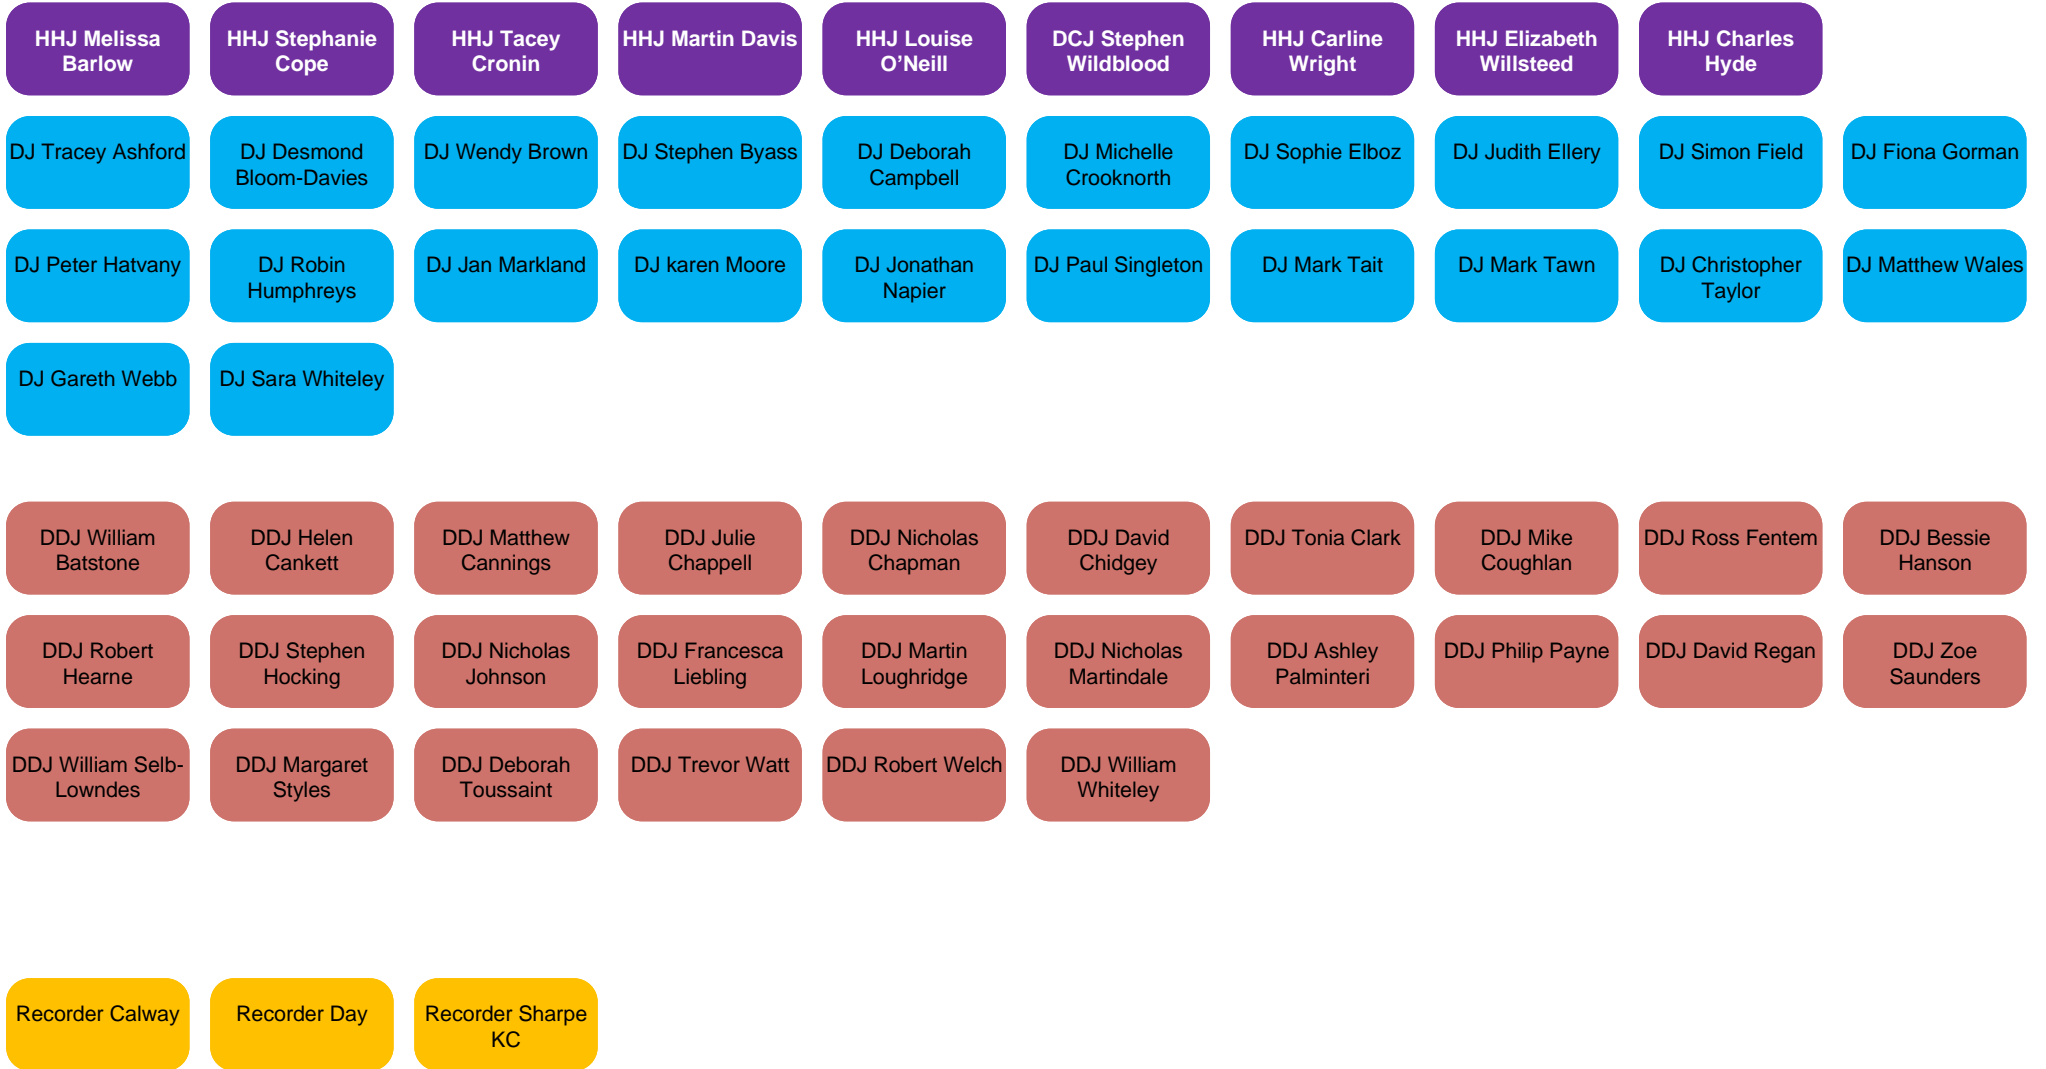 HHJ Melissa
Barlow
HHJ Stephanie
Cope
HHJ Tacey
Cronin
HHJ Martin Davis
HHJ Louise
O’Neill
DCJ Stephen
Wildblood
HHJ Carline
Wright
HHJ Elizabeth
Willsteed
HHJ Charles
Hyde
DJ Tracey Ashford
DJ Desmond
Bloom-Davies
DJ Wendy Brown
DJ Stephen Byass
DJ Deborah
Campbell
DJ Michelle
Crooknorth
DJ Sophie Elboz
DJ Judith Ellery
DJ Simon Field
DJ Fiona Gorman
DJ Peter Hatvany
DJ Robin
Humphreys
DJ Jan Markland
DJ karen Moore
DJ Jonathan
Napier
DJ Paul Singleton
DJ Mark Tait
DJ Mark Tawn
DJ Christopher
Taylor
DJ Matthew Wales
DJ Gareth Webb
DJ Sara Whiteley
DDJ William
Batstone
DDJ Helen
Cankett
DDJ Matthew
Cannings
DDJ Julie
Chappell
DDJ Nicholas
Chapman
DDJ David
Chidgey
DDJ Tonia Clark
DDJ Mike
Coughlan
DDJ Ross Fentem
DDJ Bessie
Hanson
DDJ Robert
Hearne
DDJ Stephen
Hocking
DDJ Nicholas
Johnson
DDJ Francesca
Liebling
DDJ Martin
Loughridge
DDJ Nicholas
Martindale
DDJ Ashley
Palminteri
DDJ Philip Payne
DDJ David Regan
DDJ Zoe
Saunders
DDJ William Selb-
Lowndes
DDJ Margaret
Styles
DDJ Deborah
Toussaint
DDJ Trevor Watt
DDJ Robert Welch
DDJ William
Whiteley
Recorder Calway
Recorder Day
Recorder Sharpe
KC